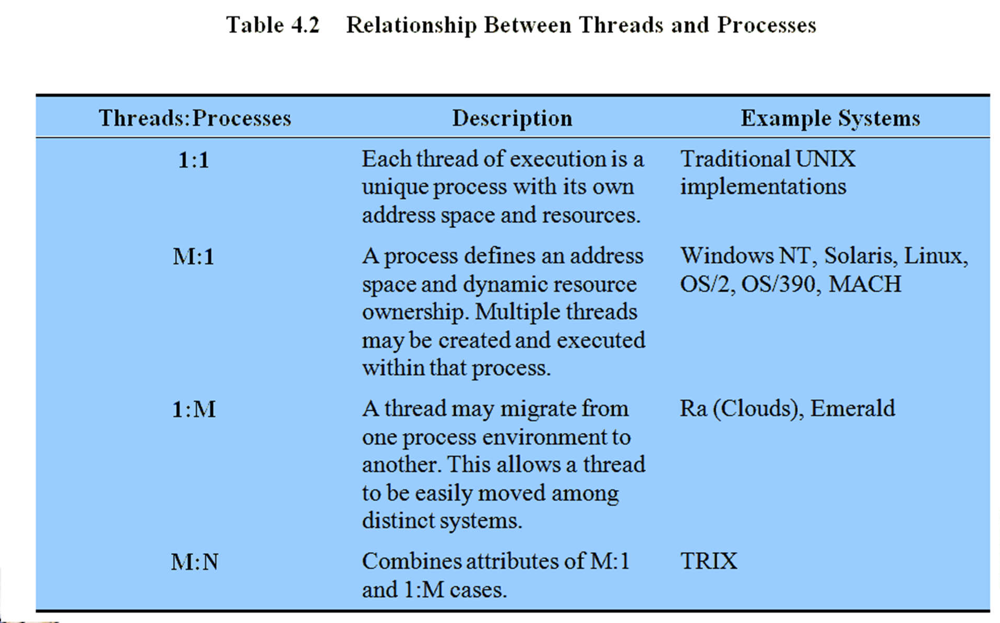 Table 4.2 Relationship Between Threads and Processes
Threads:Processes Description Example Systems
1:1 Each thread of execution is a Traditional UNIX
unique process with its own implementations
address space and resources.
M:1 A process defines an address Windows NT, Solaris, Linux,
space and dynamic resource OS/2, OS/390, MACH
ownership. Multiple threads
may be created and executed
within that process.
1:M A thread may migrate from Ra (Clouds), Emerald
one process environment to
another. This allows a thread
to be easily moved among
distinct systems.
M:N Combines attributes of M:1 TRIX
and 1:M cases.